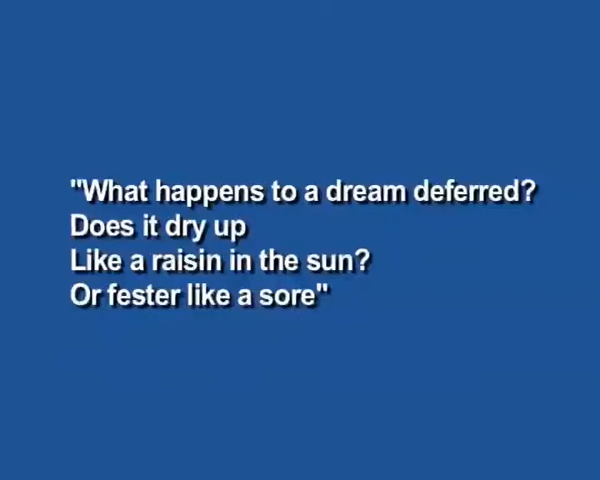 "What happens to a dream deferred?
Does it dry up
Like a raisin in the sun?
Or fester like a sore"